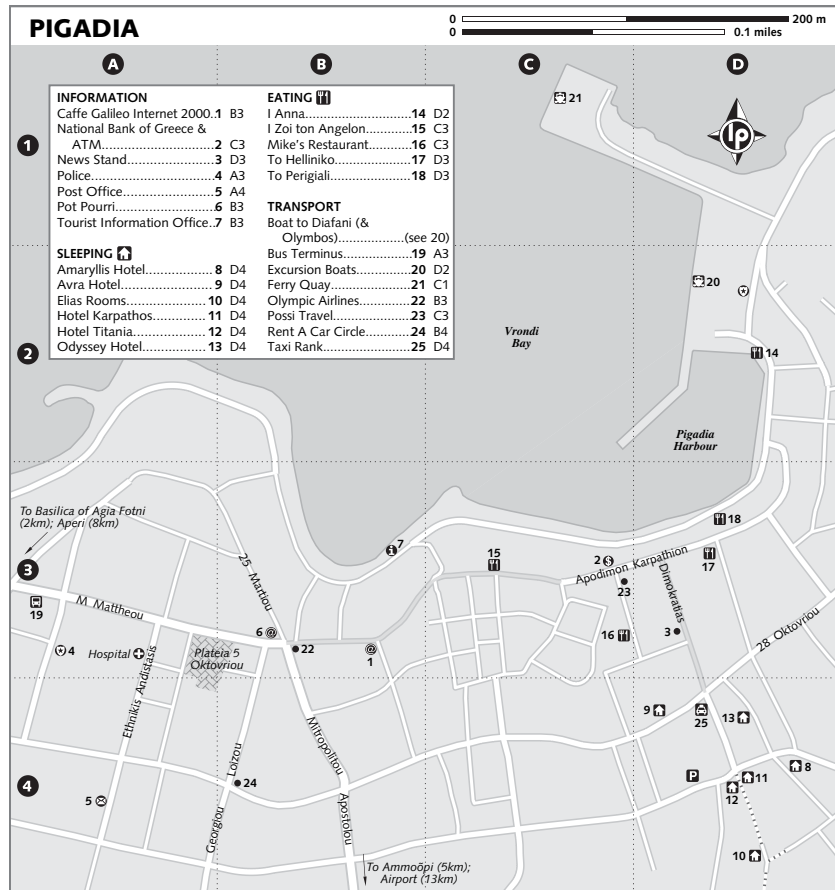 PIGADIA
0 200 m
0 0.1 miles
A B C D
INFORMATION
Caffe Galileo Internet 2000..1 B3
National Bank of Greece &
ATM..............................2 C3
News Stand......................3 D3
Police................................4 A3
Post Office........................5 A4
Pot Pourri..........................6 B3
Tourist Information Office..7 B3
SLEEPING
Amaryllis Hotel..................8 D4
Avra Hotel.........................9 D4
Elias Rooms.....................10 D4
Hotel Karpathos...............11 D4
Hotel Titania....................12 D4
Odyssey Hotel.................13 D4
EATING
I Anna.............................14 D2
I Zoi ton Angelon.............15 C3
Mike's Restaurant............16 C3
To Helliniko.....................17 D3
To Perigiali......................18 D3
TRANSPORT
Boat to Diafani (&
Olymbos)................(see 20)
Bus Terminus...................19 A3
Excursion Boats...............20 D2
Ferry Quay......................21 C1
Olympic Airlines...............22 B3
Possi Travel.....................23 C3
Rent A Car Circle.............24 B4
Taxi Rank........................25 D4
1
21
lp
20
2
Vrondi
Bay
14
Pigadia
Harbour
To Basilica of Agia Fotni
(2km); Aperi (8km)
18
7
15
2
Apodimon Karpathion
17
3
25 Martiou
23
Dimokratias
19
M Mattheou
6
22
1
16
3
28 Oktovriou
4
Hospital
Plateia 5
Oktovriou
Ethnikis Andistasis
9
25
13
Loizou
Mitropolitou
8
11
P
12
4
24
5
Georgiou
Apostolou
10
To Ammoöpi (5km);
Airport (13km)